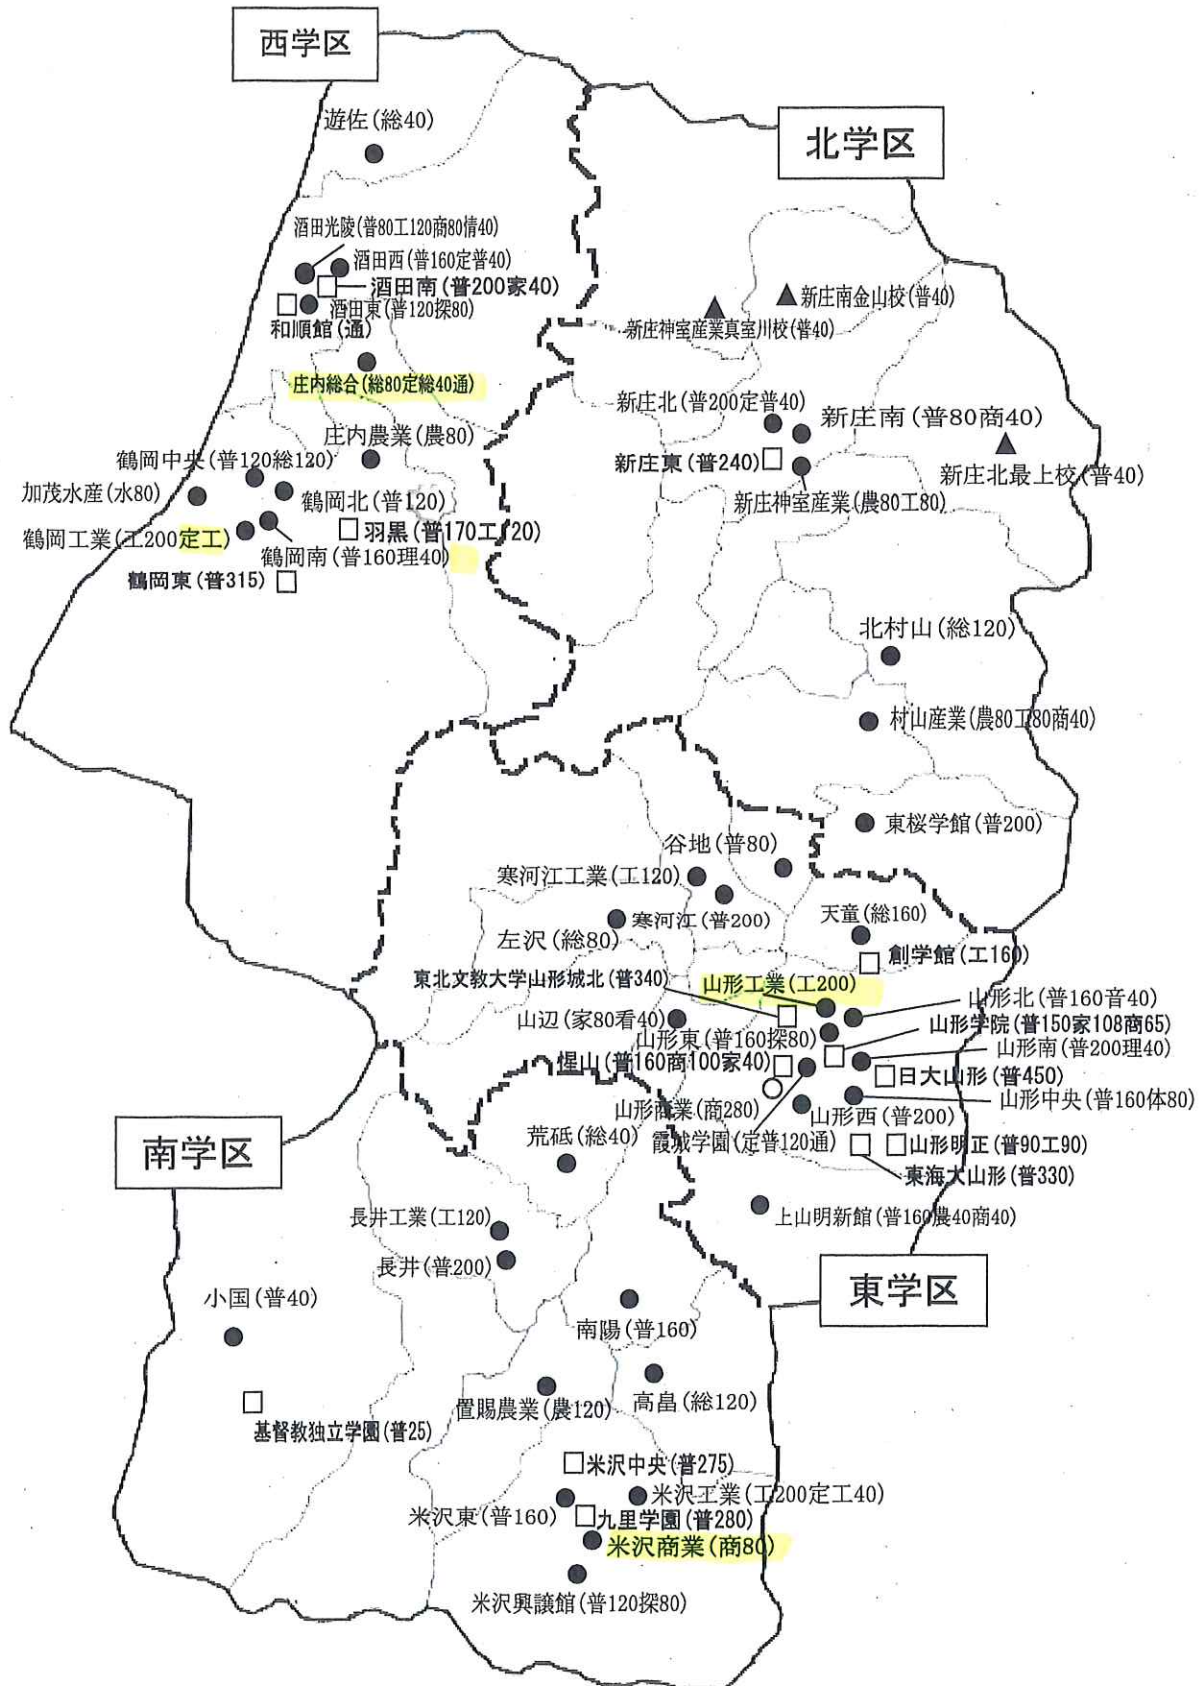 西学区
北学区
遊佐(総40)
酒田光陵(普80工120商80情40)
酒田西(普160定普40)
酒田南(普200家40)
酒田東(普120探80)
和順館(通)
庄内総合(総80定総40通)
庄内農業(農80)
鶴岡中央(普120総120)
加茂水産(水80)
鶴岡北(普120)
鶴岡工業(工200定工)
羽黒(普170工120)
鶴岡南(普160理40)
鶴岡東(普315)
新庄南金山校(普40)
新庄神室産業真室川校(普40)
新庄北(普200定普40)
新庄南(普80商40)
新庄東(普240)
新庄北最上校(普40)
新庄神室産業(農80工80)
北村山(総120)
村山産業(農80工80商40)
東桜学館(普200)
谷地(普80)
寒河江工業(工120)
寒河江(普200)
天童(総160)
左沢(総80)
創学館(工160)
東北文教大学山形城北(普340)
山形工業(工200)
山形北(普160音40)
山辺(家80看40)
山形東(普160探80)
山形学院(普150家108商65)
山形南(普200理40)
惺山(普160商100家40)
日大山形(普450)
山形中央(普160体80)
山形商業(商280)
山形西(普200)
霞城学園(定普120通)
山形明正(普90工90)
東海大山形(普330)
荒砥(総40)
南学区
上山明新館(普160農40商40)
長井工業(工120)
長井(普200)
東学区
小国(普40)
南陽(普160)
高畠(総120)
置賜農業(農120)
基督教独立学園(普25)
米沢中央(普275)
米沢工業(工200定工40)
米沢東(普160)
九里学園(普280)
米沢商業(商80)
米沢興譲館(普120探80)